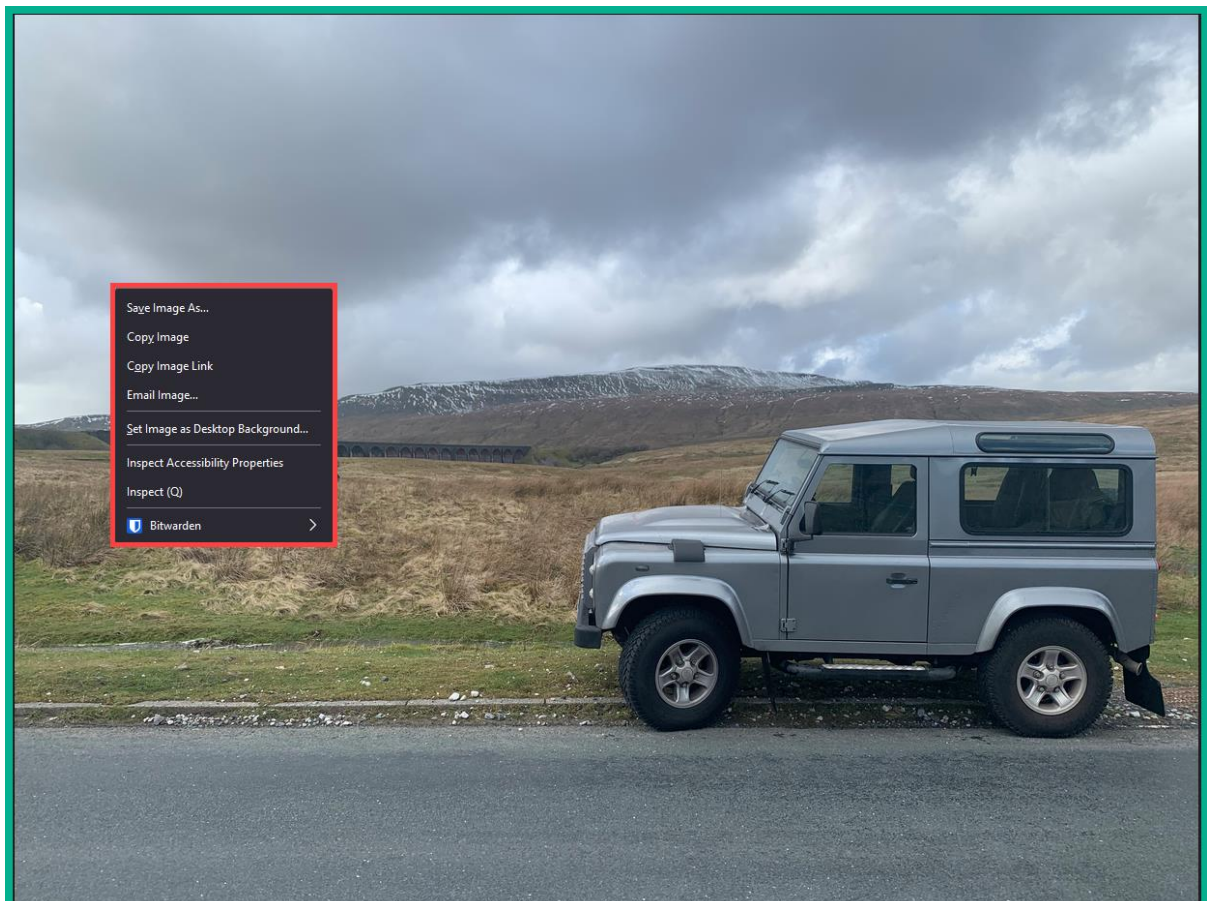 Save Image As...
Copy Image
Copy Image Link
Email Image...
Set Image as Desktop Background...
Inspect Accessibility Properties
Inspect (Q)
Bitwarden